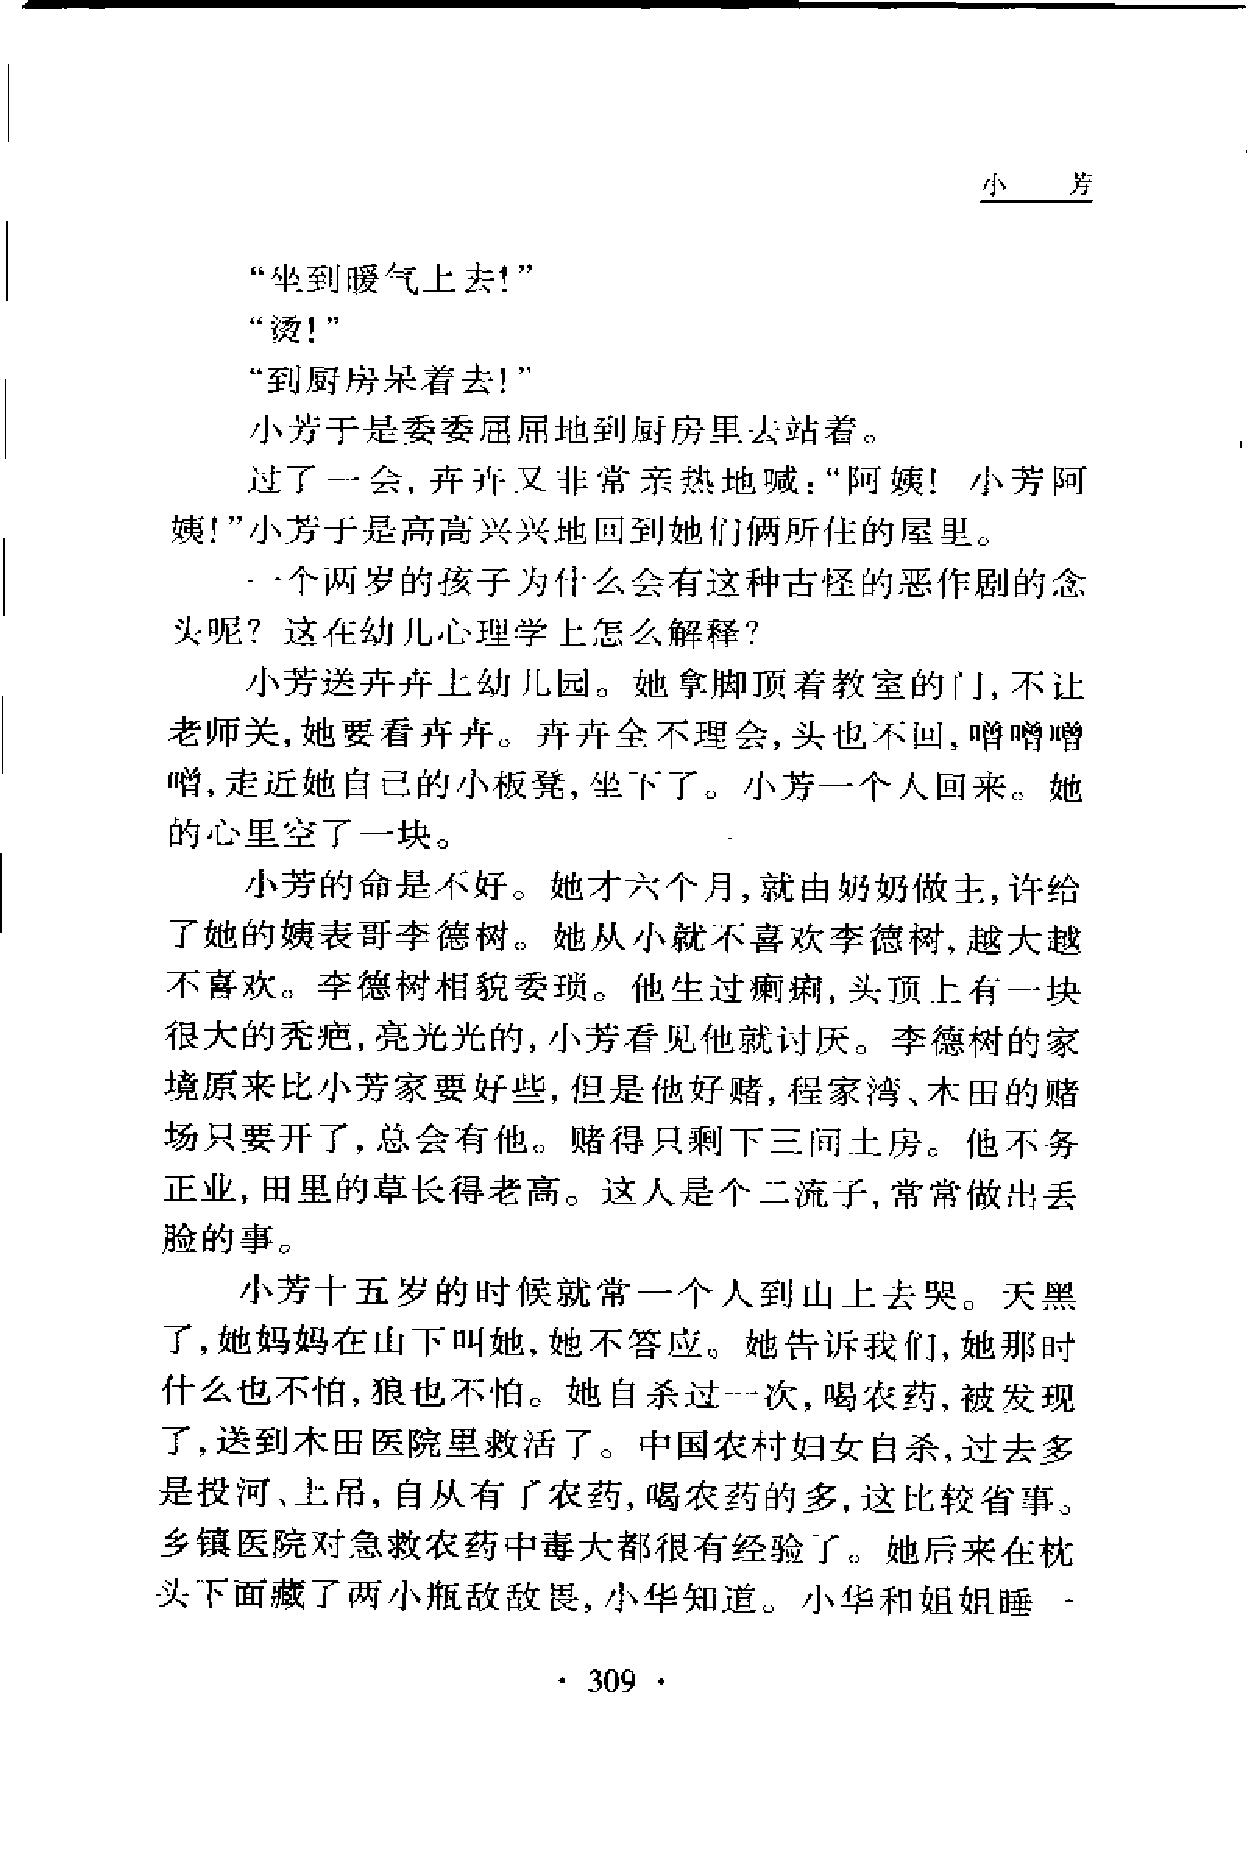 小 芳
“坐到暖气上去！”
“烫！”
“到厨房呆着去！”
小芳于是委委屈屈地到厨房里去站着。
过了一会，卉卉又非常亲热地喊：“阿姨！ 小芳阿
姨！”小芳于是高高兴兴地回到她们俩所住的屋里。
一个两岁的孩子为什么会有这种古怪的恶作剧的念
头呢？ 这在幼儿心理学上怎么解释？
小芳送卉卉上幼儿园。她拿脚顶着教室的门，不让
老师关，她要看卉卉。卉卉全不理会，头也不回，噌噌噌
噌，走近她自己的小板凳，坐下了。小芳一个人回来。她
的心里空了一块。
小芳的命是不好。她才六个月，就由奶奶做主，许给
了她的姨表哥李德树。她从小就不喜欢李德树，越大越
不喜欢。李德树相貌委琐。他生过瘌痢，头顶上有一块
很大的秃疤，亮光光的，小芳看见他就讨厌。李德树的家
境原来比小芳家要好些，但是他好赌，程家湾、木田的赌
场只要开了，总会有他。赌得只剩下三间土房。他不务
正业，田里的草长得老高。这人是个二流子，常常做出丢
脸的事。
小芳十五岁的时候就常一个人到山上去哭。天黑
了，她妈妈在山下叫她，她不答应。她告诉我们，她那时
什么也不怕，狼也不怕。她自杀过一次，喝农药，被发现
了，送到木田医院里救活了。中国农村妇女自杀，过去多
是投河、上吊，自从有了农药，喝农药的多，这比较省事。
乡镇医院对急救农药中毒大都很有经验了。她后来在枕
头下面藏了两小瓶敌敌畏，小华知道。小华和姐姐睡一
· 309 ·